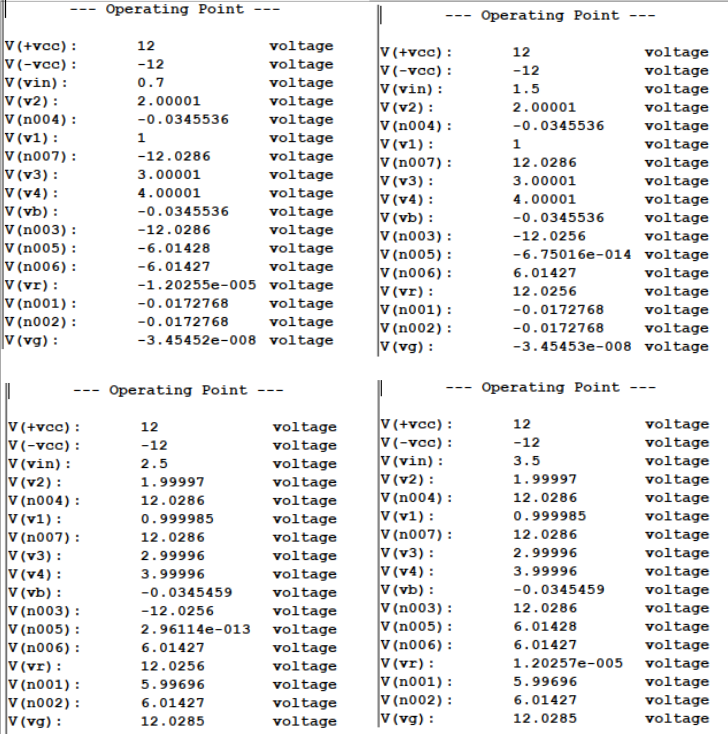 --- Operating Point ---
V(+vcc): 12 voltage
V(-vcc): -12 voltage
V(vin): 0.7 voltage
V(v2): 2.00001 voltage
V(n004): -0.0345536 voltage
V(v1): 1 voltage
V(n007): -12.0286 voltage
V(v3): 3.00001 voltage
V(v4): 4.00001 voltage
V(vb): -0.0345536 voltage
V(n003): -12.0286 voltage
V(n005): -6.01428 voltage
V(n006): -6.01427 voltage
V(vr): -1.20255e-005 voltage
V(n001): -0.0172768 voltage
V(n002): -0.0172768 voltage
V(vg): -3.45452e-008 voltage
--- Operating Point ---
V(+vcc): 12 voltage
V(-vcc): -12 voltage
V(vin): 1.5 voltage
V(v2): 2.00001 voltage
V(n004): -0.0345536 voltage
V(v1): 1 voltage
V(n007): 12.0286 voltage
V(v3): 3.00001 voltage
V(v4): 4.00001 voltage
V(vb): -0.0345536 voltage
V(n003): -12.0256 voltage
V(n005): -6.75016e-014 voltage
V(n006): 6.01427 voltage
V(vr): 12.0256 voltage
V(n001): -0.0172768 voltage
V(n002): -0.0172768 voltage
V(vg): -3.45453e-008 voltage
--- Operating Point ---
V(+vcc): 12 voltage
V(-vcc): -12 voltage
V(vin): 2.5 voltage
V(v2): 1.99997 voltage
V(n004): 12.0286 voltage
V(v1): 0.999985 voltage
V(n007): 12.0286 voltage
V(v3): 2.99996 voltage
V(v4): 3.99996 voltage
V(vb): -0.0345459 voltage
V(n003): -12.0256 voltage
V(n005): 2.96114e-013 voltage
V(n006): 6.01427 voltage
V(vr): 12.0256 voltage
V(n001): 5.99696 voltage
V(n002): 6.01427 voltage
V(vg): 12.0285 voltage
--- Operating Point ---
V(+vcc): 12 voltage
V(-vcc): -12 voltage
V(vin): 3.5 voltage
V(v2): 1.99997 voltage
V(n004): 12.0286 voltage
V(v1): 0.999985 voltage
V(n007): 12.0286 voltage
V(v3): 2.99996 voltage
V(v4): 3.99996 voltage
V(vb): -0.0345459 voltage
V(n003): 12.0286 voltage
V(n005): 6.01428 voltage
V(n006): 6.01427 voltage
V(vr): 1.20257e-005 voltage
V(n001): 5.99696 voltage
V(n002): 6.01427 voltage
V(vg): 12.0285 voltage